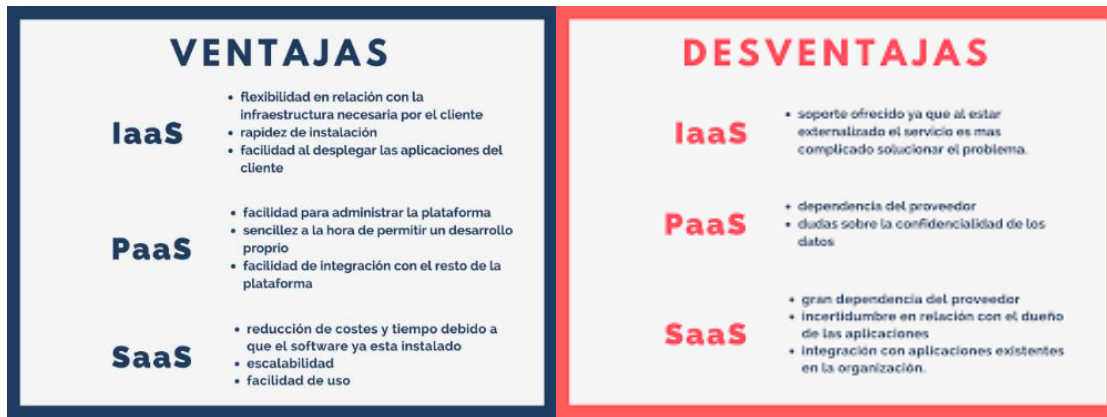 VENTAJAS
IaaS
• flexibilidad en relación con la
infraestructura necesaria por el cliente
• rapidez de instalación
• facilidad al desplegar las aplicaciones del
cliente
PaaS
• facilidad para administrar la plataforma
• sencillez a la hora de permitir un desarrollo
proprio
• facilidad de integración con el resto de la
plataforma
SaaS
• reducción de costes y tiempo debido a
que el software ya esta instalado
• escalabilidad
• facilidad de uso
DESVENTAJAS
IaaS
• soporte ofrecido ya que al estar
externalizado el servicio es mas
complicado solucionar el problema.
PaaS
• dependencia del proveedor
• dudas sobre la confidencialidad de los
datos
SaaS
• gran dependencia del proveedor
• incertidumbre en relación con el dueño
de las aplicaciones
• integración con aplicaciones existentes
en la organización.